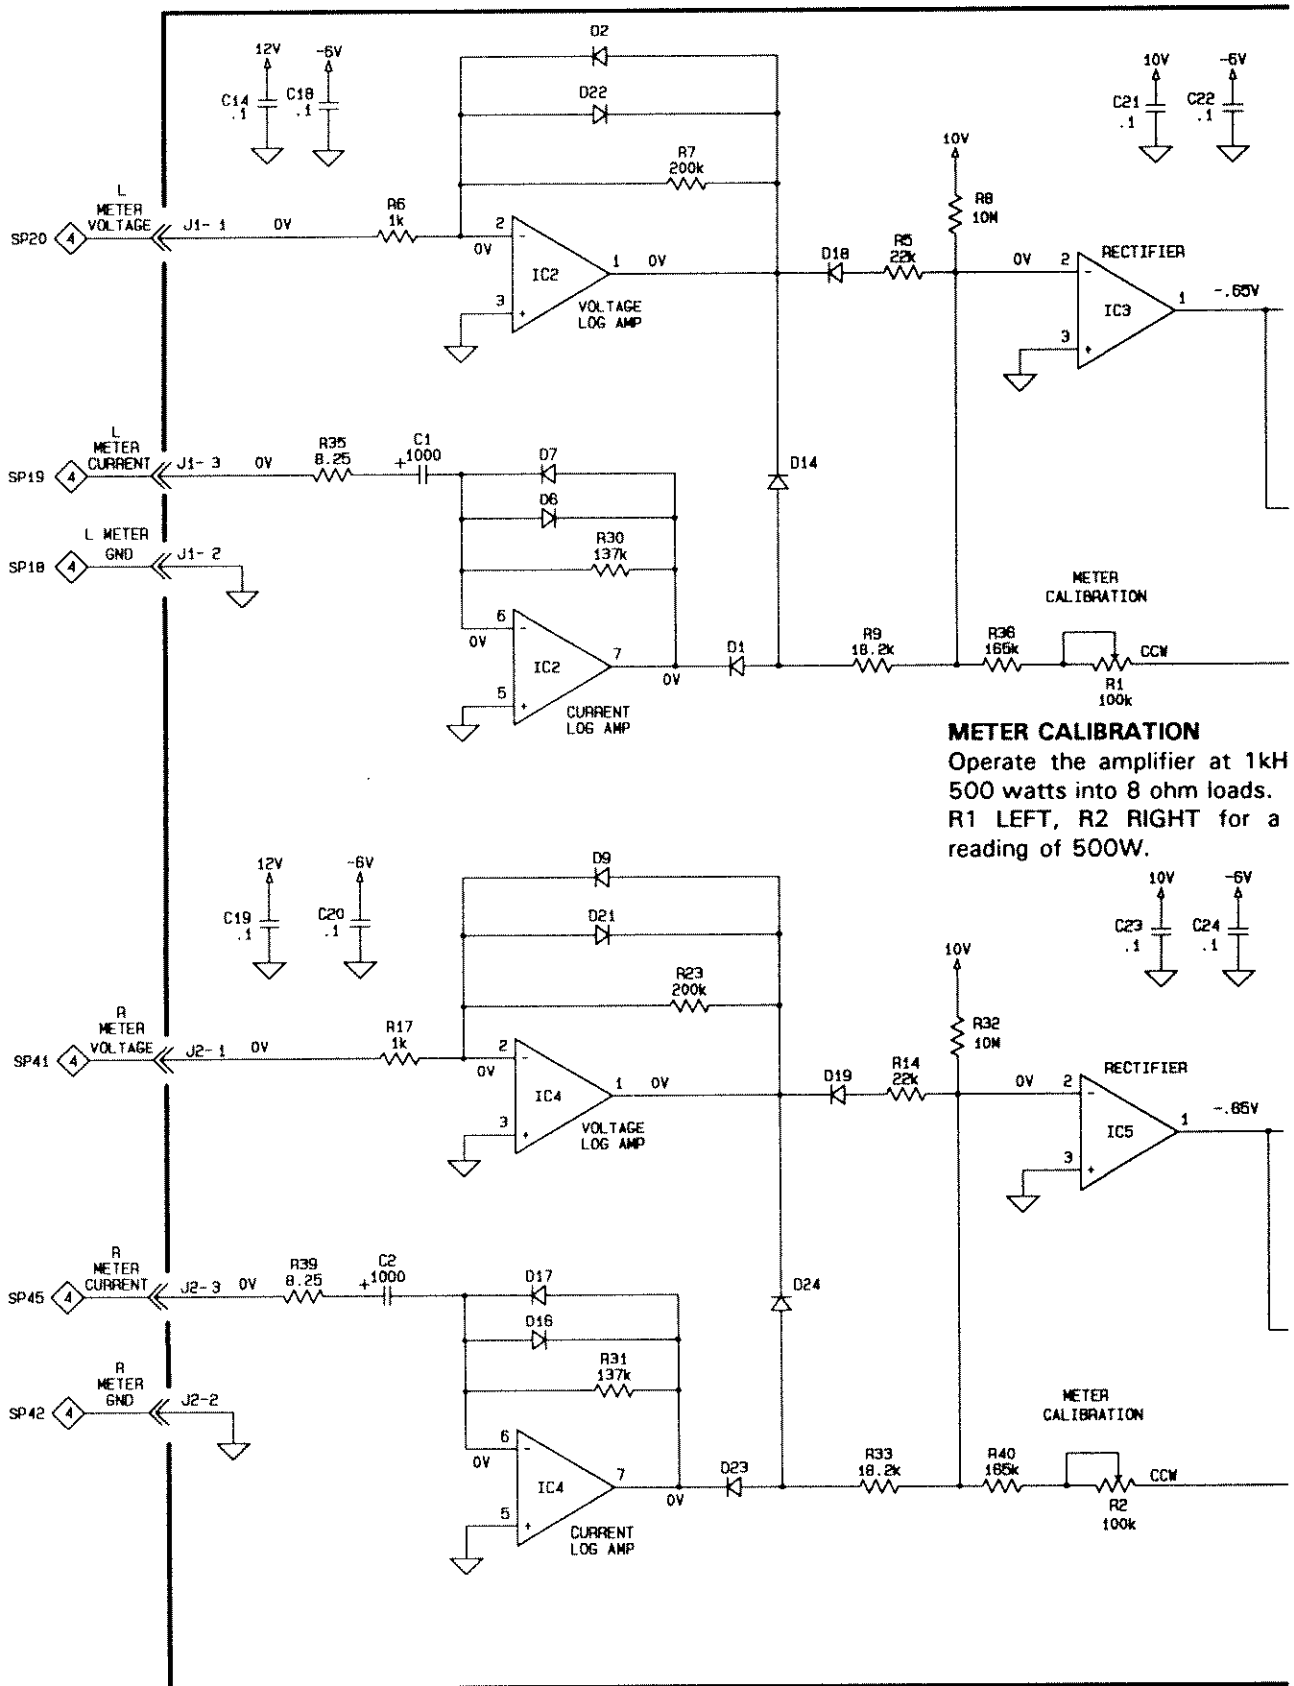 D2
12V
-6V
10V
-6V
C14
.1
C18
.1
D22
C21
.1
C22
.1
R7
200k
10V
L
METER
VOLTAGE
SP20
4
J1- 1
0V
R6
1k
2
-
0V
IC2
1
0V
3
+
VOLTAGE
LOG AMP
D18
R5
22k
R8
10M
0V
2
-
RECTIFIER
IC3
1
-.65V
3
+
L
METER
CURRENT
SP19
4
J1- 3
0V
R35
8.25
+
C1
1000
D7
D6
D14
R30
137k
L METER
GND
SP18
4
J1- 2
METER
CALIBRATION
6
-
0V
IC2
7
0V
5
+
CURRENT
LOG AMP
D1
R9
18.2k
R36
165k
R1
100k
CCW
METER CALIBRATION
Operate the amplifier at 1kH
500 watts into 8 ohm loads.
R1 LEFT, R2 RIGHT for a
reading of 500W.
12V
-6V
D9
10V
-6V
C19
.1
C20
.1
D21
C23
.1
C24
.1
R23
200k
10V
R
METER
VOLTAGE
SP41
4
J2-1
0V
R17
1k
2
-
0V
IC4
1
0V
3
+
VOLTAGE
LOG AMP
D19
R14
22k
R32
10M
0V
2
-
RECTIFIER
IC5
1
-.65V
3
+
R
METER
CURRENT
SP45
4
J2-3
0V
R39
8.25
+
C2
1000
D17
D16
D24
R31
137k
R
METER
GND
SP42
4
J2-2
METER
CALIBRATION
6
-
0V
IC4
7
0V
5
+
CURRENT
LOG AMP
D23
R33
18.2k
R40
165k
R2
100k
CCW